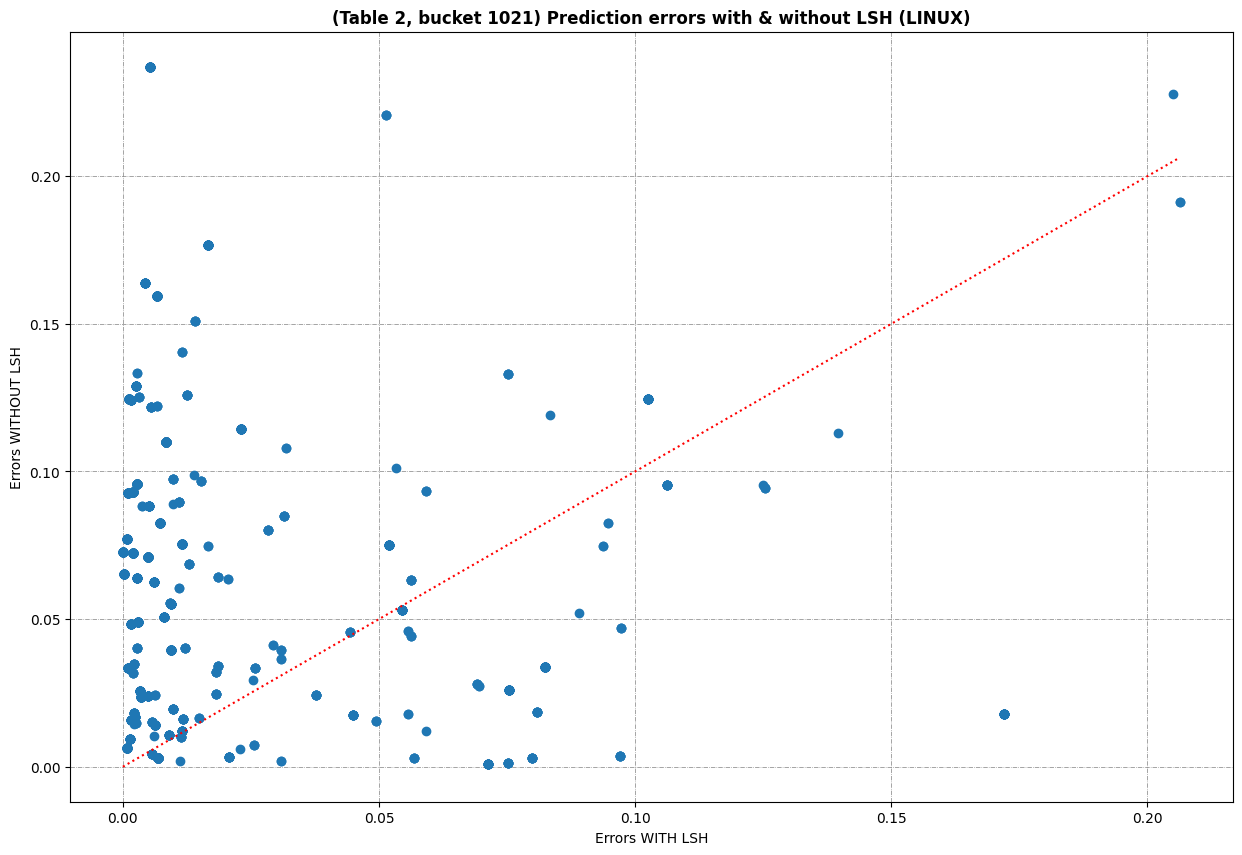 (Table 2, bucket 1021) Prediction errors with & without LSH (LINUX)
Errors WITHOUT LSH
0.20
0.15
0.10
0.05
0.00
0.00 0.05 0.10 0.15 0.20
Errors WITH LSH